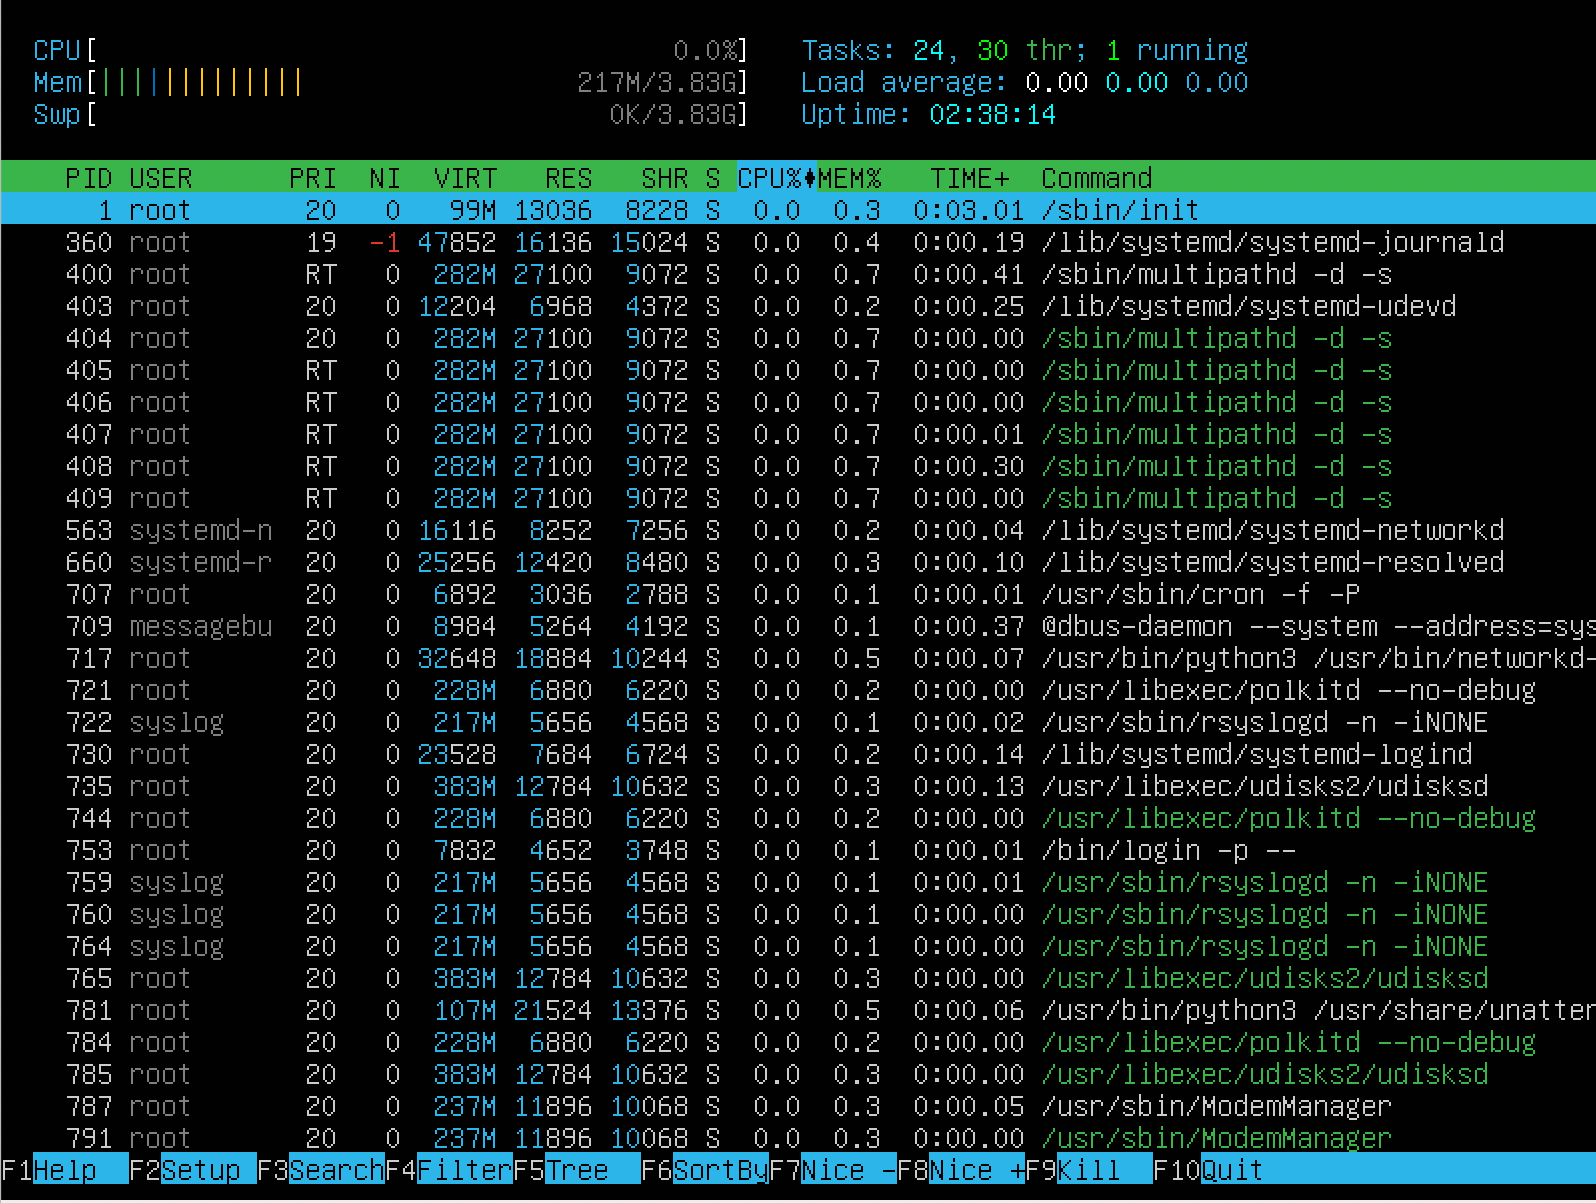 CPU[ 0.0%] Tasks: 24, 30 thr; 1 running
Mem[||||||||||||| 217M/3.83G] Load average: 0.00 0.00 0.00
Swp[ 0K/3.83G] Uptime: 02:38:14
PID USER PRI NI VIRT RES SHR S CPU% MEM% TIME+ Command
1 root 20 0 99M 13036 8228 S 0.0 0.3 0:03.01 /sbin/init
360 root 19 -1 47852 16136 15024 S 0.0 0.4 0:00.19 /lib/systemd/systemd-journald
400 root RT 0 282M 27100 9072 S 0.0 0.7 0:00.41 /sbin/multipathd -d -s
403 root 20 0 12204 6968 4372 S 0.0 0.2 0:00.25 /lib/systemd/systemd-udevd
404 root 20 0 282M 27100 9072 S 0.0 0.7 0:00.00 /sbin/multipathd -d -s
405 root RT 0 282M 27100 9072 S 0.0 0.7 0:00.00 /sbin/multipathd -d -s
406 root RT 0 282M 27100 9072 S 0.0 0.7 0:00.00 /sbin/multipathd -d -s
407 root RT 0 282M 27100 9072 S 0.0 0.7 0:00.01 /sbin/multipathd -d -s
408 root RT 0 282M 27100 9072 S 0.0 0.7 0:00.30 /sbin/multipathd -d -s
409 root RT 0 282M 27100 9072 S 0.0 0.7 0:00.00 /sbin/multipathd -d -s
563 systemd-n 20 0 16116 8252 7256 S 0.0 0.2 0:00.04 /lib/systemd/systemd-networkd
660 systemd-r 20 0 25256 12420 8480 S 0.0 0.3 0:00.10 /lib/systemd/systemd-resolved
707 root 20 0 6892 3036 2788 S 0.0 0.1 0:00.01 /usr/sbin/cron -f -P
709 messagebu 20 0 8984 5264 4192 S 0.0 0.1 0:00.37 @dbus-daemon --system --address=sys
717 root 20 0 32648 18884 10244 S 0.0 0.5 0:00.07 /usr/bin/python3 /usr/bin/networkd-
721 root 20 0 228M 6880 6220 S 0.0 0.2 0:00.00 /usr/libexec/polkitd --no-debug
722 syslog 20 0 217M 5656 4568 S 0.0 0.1 0:00.02 /usr/sbin/rsyslogd -n -iNONE
730 root 20 0 23528 7684 6724 S 0.0 0.2 0:00.14 /lib/systemd/systemd-logind
735 root 20 0 383M 12784 10632 S 0.0 0.3 0:00.13 /usr/libexec/udisks2/udisksd
744 root 20 0 228M 6880 6220 S 0.0 0.2 0:00.00 /usr/libexec/polkitd --no-debug
753 root 20 0 7832 4652 3748 S 0.0 0.1 0:00.01 /bin/login -p --
759 syslog 20 0 217M 5656 4568 S 0.0 0.1 0:00.01 /usr/sbin/rsyslogd -n -iNONE
760 syslog 20 0 217M 5656 4568 S 0.0 0.1 0:00.00 /usr/sbin/rsyslogd -n -iNONE
764 syslog 20 0 217M 5656 4568 S 0.0 0.1 0:00.00 /usr/sbin/rsyslogd -n -iNONE
765 root 20 0 383M 12784 10632 S 0.0 0.3 0:00.00 /usr/libexec/udisks2/udisksd
781 root 20 0 107M 21524 13376 S 0.0 0.5 0:00.06 /usr/bin/python3 /usr/share/unatten
784 root 20 0 228M 6880 6220 S 0.0 0.2 0:00.00 /usr/libexec/polkitd --no-debug
785 root 20 0 383M 12784 10632 S 0.0 0.3 0:00.00 /usr/libexec/udisks2/udisksd
787 root 20 0 237M 11896 10068 S 0.0 0.3 0:00.05 /usr/sbin/ModemManager
791 root 20 0 237M 11896 10068 S 0.0 0.3 0:00.00 /usr/sbin/ModemManager
F1Help F2Setup F3SearchF4FilterF5Tree F6SortByF7Nice -F8Nice +F9Kill F10Quit